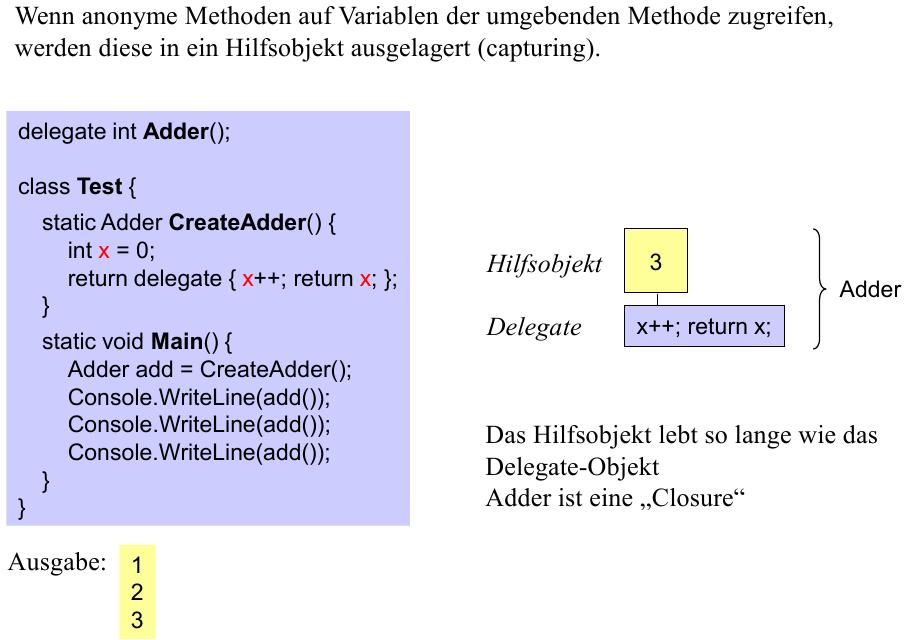 Wenn anonyme Methoden auf Variablen der umgebenden Methode zugreifen,
werden diese in ein Hilfsobjekt ausgelagert (capturing).
delegate int Adder();
class Test {
static Adder CreateAdder() {
int x = 0;
return delegate { x++; return x; };
}
static void Main() {
Adder add = CreateAdder();
Console.WriteLine(add());
Console.WriteLine(add());
Console.WriteLine(add());
}
}
Ausgabe:
1
2
3
Hilfsobjekt 3
Delegate x++; return x;
Adder
Das Hilfsobjekt lebt so lange wie das
Delegate-Objekt
Adder ist eine „Closure“